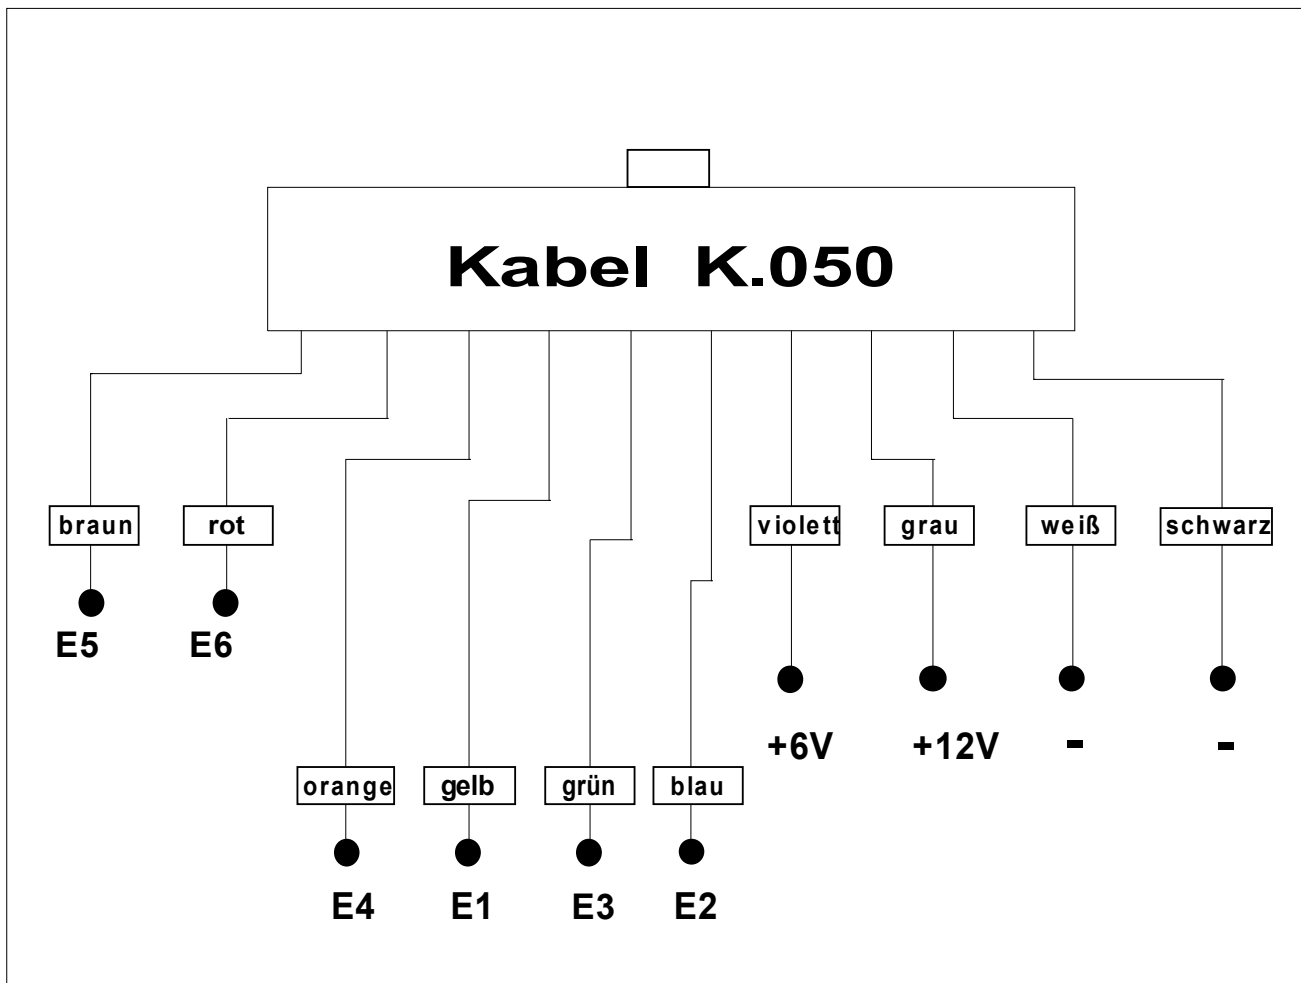 Kabel K.050
braun rot violett grau weiß schwarz
E5 E6
+6V +12V - -
orange gelb grün blau
E4 E1 E3 E2